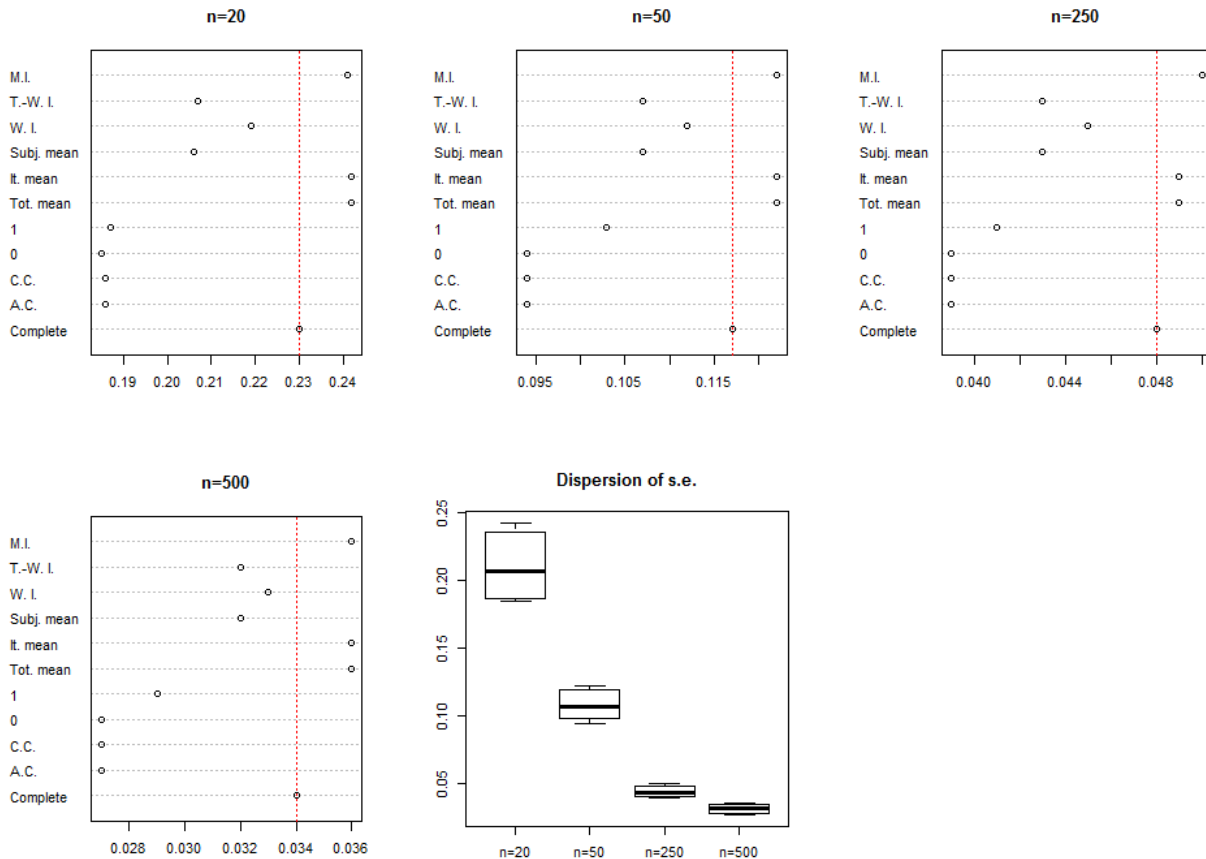 n=20
M.I.
T.-W. I.
W. I.
Subj. mean
It. mean
Tot. mean
1
0
C.C.
A.C.
Complete
0.19 0.20 0.21 0.22 0.23 0.24
n=50
M.I.
T.-W. I.
W. I.
Subj. mean
It. mean
Tot. mean
1
0
C.C.
A.C.
Complete
0.095 0.105 0.115
n=250
M.I.
T.-W. I.
W. I.
Subj. mean
It. mean
Tot. mean
1
0
C.C.
A.C.
Complete
0.040 0.044 0.048
n=500
M.I.
T.-W. I.
W. I.
Subj. mean
It. mean
Tot. mean
1
0
C.C.
A.C.
Complete
0.028 0.030 0.032 0.034 0.036
Dispersion of s.e.
0.25
0.20
0.15
0.10
0.05
n=20 n=50 n=250 n=500